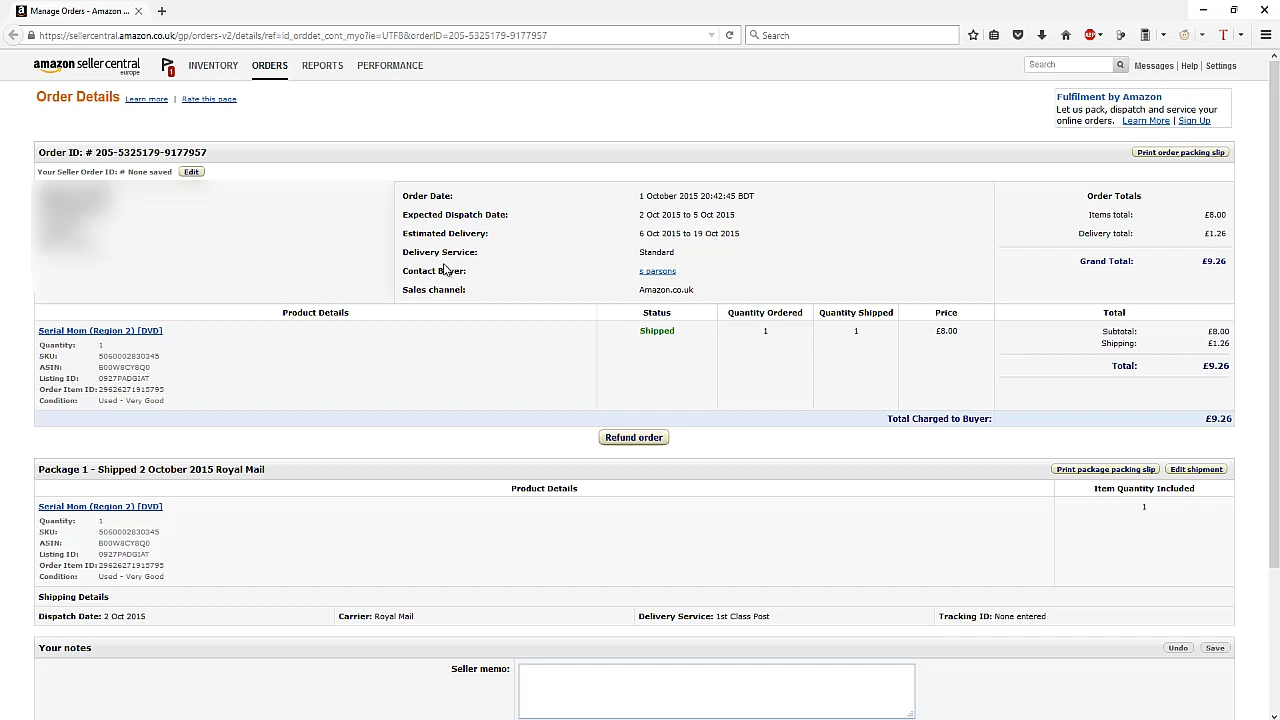 Manage Orders - Amazon ...
https://sellercentral.amazon.co.uk/gp/orders-v2/details/ref=id_orddet_cont_myo?ie=UTF8&orderID=205-5325179-9177957
Search
ABP
T
amazon seller central
europe
1
INVENTORY ORDERS REPORTS PERFORMANCE
Search
Messages | Help | Settings
Order Details Learn more | Rate this page
Fulfilment by Amazon
Let us pack, dispatch and service your
online orders. Learn More | Sign Up
Order ID: # 205-5325179-9177957
Print order packing slip
Your Seller Order ID: # None saved Edit
Order Date: 1 October 2015 20:42:45 BDT
Expected Dispatch Date: 2 Oct 2015 to 5 Oct 2015
Estimated Delivery: 6 Oct 2015 to 19 Oct 2015
Delivery Service: Standard
Contact Buyer: s parsons
Sales channel: Amazon.co.uk
Order Totals
Items total: £8.00
Delivery total: £1.26
Grand Total: £9.26
Product Details Status Quantity Ordered Quantity Shipped Price Total
Serial Mom (Region 2) [DVD]
Quantity: 1
SKU: 5060002830345
ASIN: B00W8CY8Q0
Listing ID: 0927PADGIAT
Order Item ID: 29626271915795
Condition: Used - Very Good
Shipped 1 1 £8.00
Subtotal: £8.00
Shipping: £1.26
Total: £9.26
Total Charged to Buyer: £9.26
Refund order
Package 1 - Shipped 2 October 2015 Royal Mail
Print package packing slip Edit shipment
Product Details Item Quantity Included
Serial Mom (Region 2) [DVD] 1
Quantity: 1
SKU: 5060002830345
ASIN: B00W8CY8Q0
Listing ID: 0927PADGIAT
Order Item ID: 29626271915795
Condition: Used - Very Good
Shipping Details
Dispatch Date: 2 Oct 2015 Carrier: Royal Mail Delivery Service: 1st Class Post Tracking ID: None entered
Your notes Undo Save
Seller memo: